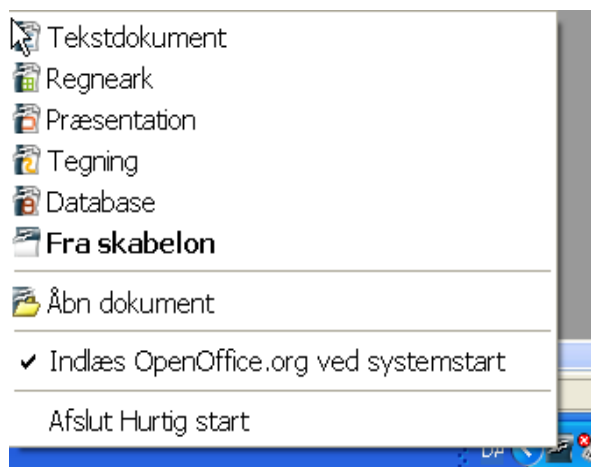 Tekstdokument
Regneark
Præsentation
Tegning
Database
Fra skabelon
Åbn dokument
Indlæs OpenOffice.org ved systemstart
Afslut Hurtig start